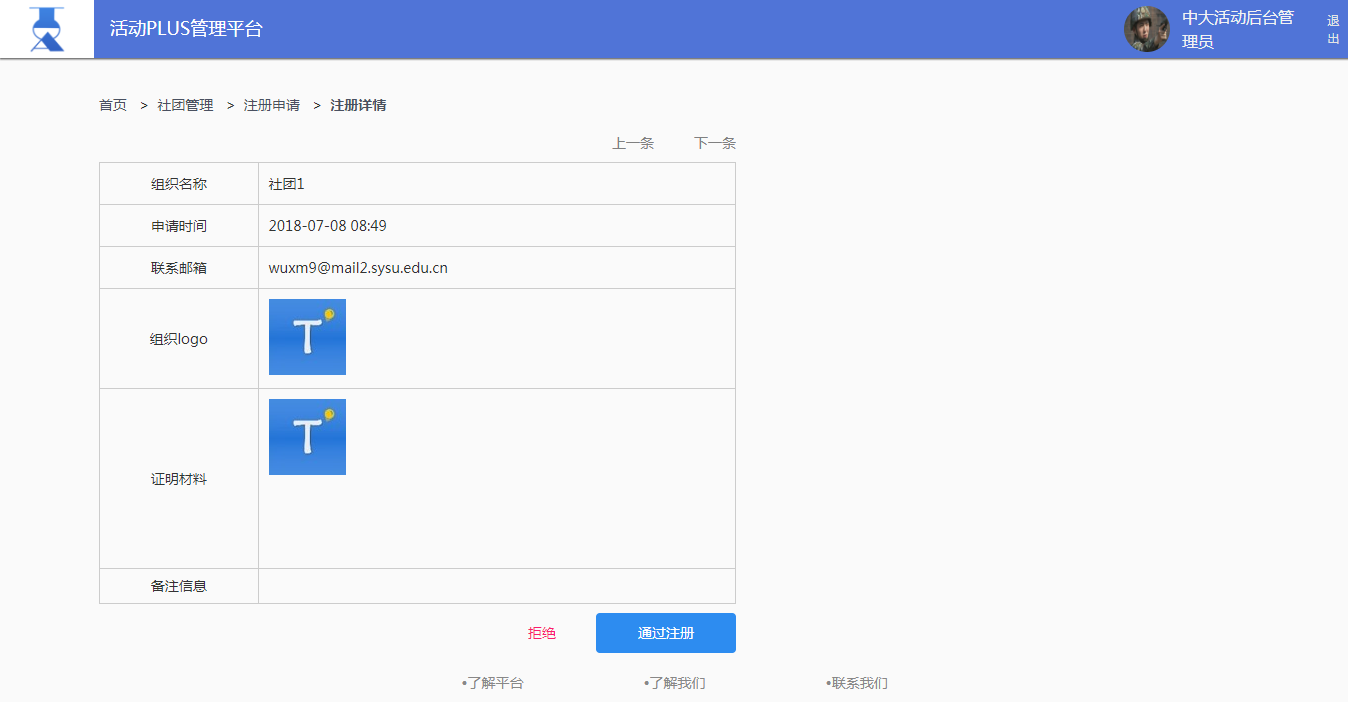 活动PLUS管理平台
中大活动后台管
理员
退
出
首页 > 社团管理 > 注册申请 > 注册详情
上一条 下一条
组织名称 社团1
申请时间 2018-07-08 08:49
联系邮箱 wuxm9@mail2.sysu.edu.cn
组织logo T
证明材料 T
备注信息
拒绝 通过注册
•了解平台 •了解我们 •联系我们